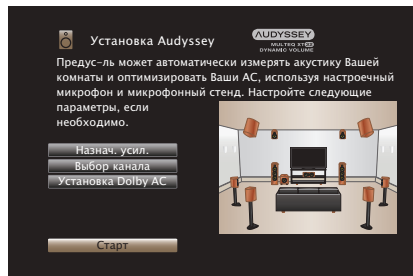 Установка Audyssey
AUDYSSEY
MULTEQ XT32
DYNAMIC VOLUME
Предус-ль может автоматически измерять акустику Вашей
комнаты и оптимизировать Ваши АС, используя настроечный
микрофон и микрофонный стенд. Настройте следующие
параметры, если
необходимо.
Назнач. усил.
Выбор канала
Установка Dolby АС
Старт